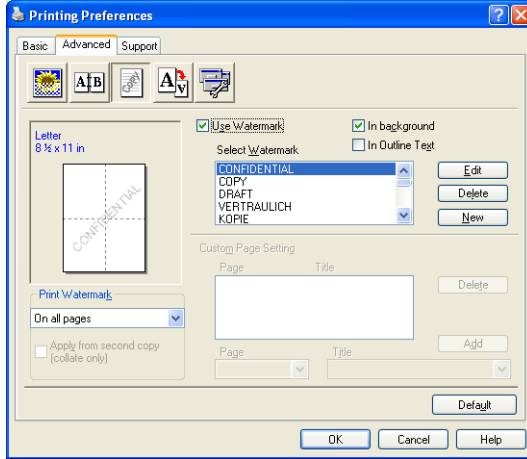 Printing Preferences
Basic Advanced Support
A B
A V
Letter
8 ½ x 11 in
CONFIDENTIAL
Use Watermark
In background
In Outline Text
Select Watermark
CONFIDENTIAL
COPY
DRAFT
VERTRAULICH
KOPIE
Edit
Delete
New
Print Watermark
On all pages
Apply from second copy
(collate only)
Custom Page Setting
Page Title
Delete
Add
Page Title
Default
OK Cancel Help